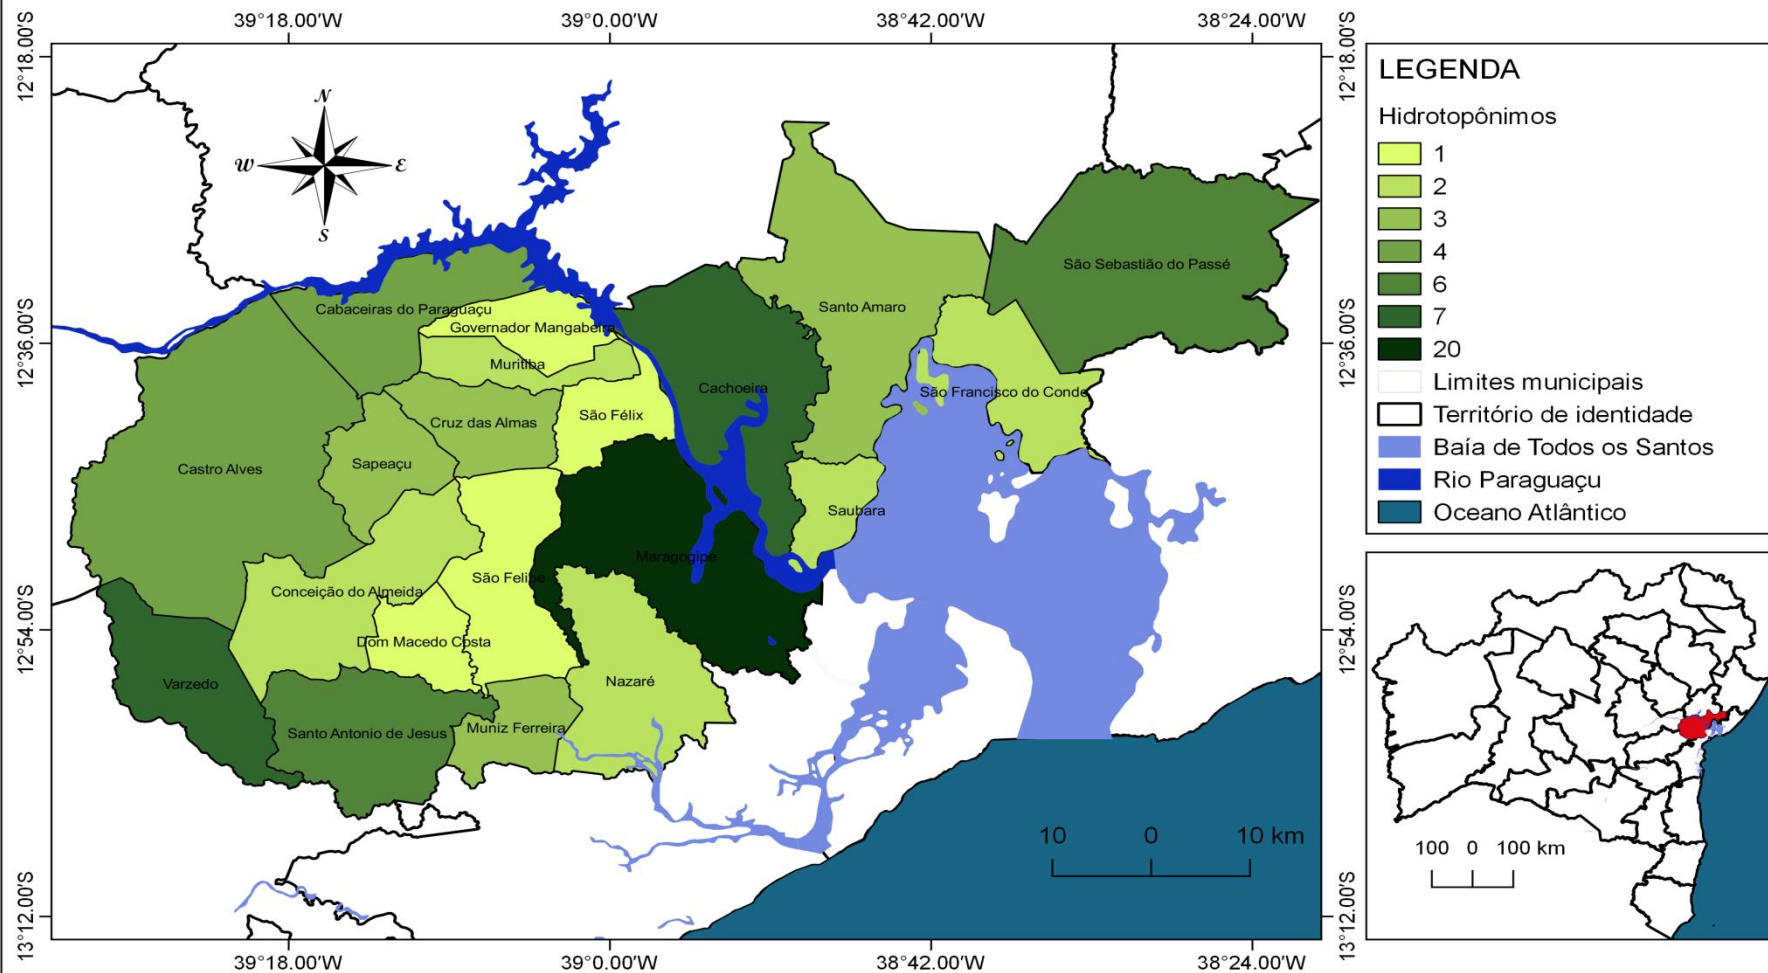 39°18.00'W 39°0.00'W 38°42.00'W 38°24.00'W
12°18.00'S
12°18.00'S
N
W
E
S
São Sebastião do Passé
Cabaceiras do Paraguaçu
Santo Amaro
Governador Mangabeira
12°36.00'S
12°36.00'S
Muritiba
Cachoeira
São Francisco do Conde
São Félix
Cruz das Almas
Castro Alves
Sapeaçu
Saubara
Maragogipe
São Felipe
Conceição do Almeida
12°54.00'S
12°54.00'S
Dom Macedo Costa
Varzedo
Nazaré
Muniz Ferreira
Santo Antonio de Jesus
10 0 10 km
13°12.00'S
13°12.00'S
39°18.00'W 39°0.00'W 38°42.00'W 38°24.00'W
LEGENDA
Hidrotopônimos
1
2
3
4
6
7
20
Limites municipais
Território de identidade
Baía de Todos os Santos
Rio Paraguaçu
Oceano Atlântico
100 0 100 km